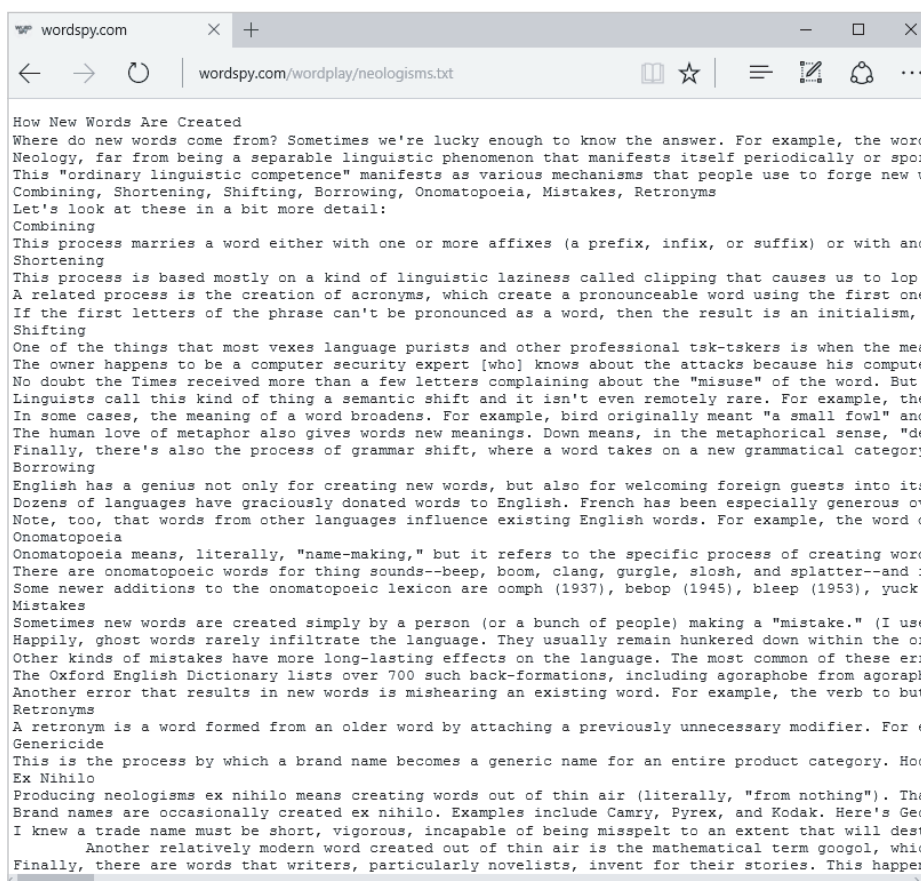 wordspy.com
wordspy.com/wordplay/neologisms.txt
How New Words Are Created
Where do new words come from? Sometimes we're lucky enough to know the answer. For example, the word
Neology, far from being a separable linguistic phenomenon that manifests itself periodically or spor
This "ordinary linguistic competence" manifests as various mechanisms that people use to forge new w
Combining, Shortening, Shifting, Borrowing, Onomatopoeia, Mistakes, Retronyms
Let's look at these in a bit more detail:
Combining
This process marries a word either with one or more affixes (a prefix, infix, or suffix) or with ano
Shortening
This process is based mostly on a kind of linguistic laziness called clipping that causes us to lop
A related process is the creation of acronyms, which create a pronounceable word using the first one
If the first letters of the phrase can't be pronounced as a word, then the result is an initialism,
Shifting
One of the things that most vexes language purists and other professional tsk-tskers is when the mea
The owner happens to be a computer security expert [who] knows about the attacks because his compute
No doubt the Times received more than a few letters complaining about the "misuse" of the word. But
Linguists call this kind of thing a semantic shift and it isn't even remotely rare. For example, the
In some cases, the meaning of a word broadens. For example, bird originally meant "a small fowl" and
The human love of metaphor also gives words new meanings. Down means, in the metaphorical sense, "de
Finally, there's also the process of grammar shift, where a word takes on a new grammatical category
Borrowing
English has a genius not only for creating new words, but also for welcoming foreign guests into its
Dozens of languages have graciously donated words to English. French has been especially generous ov
Note, too, that words from other languages influence existing English words. For example, the word
Onomatopoeia
Onomatopoeia means, literally, "name-making," but it refers to the specific process of creating word
There are onomatopoeic words for thing sounds--beep, boom, clang, gurgle, slosh, and splatter--and
Some newer additions to the onomatopoeic lexicon are oomph (1937), bebop (1945), bleep (1953), yuck
Mistakes
Sometimes new words are created simply by a person (or a bunch of people) making a "mistake." (I use
Happily, ghost words rarely infiltrate the language. They usually remain hunkered down within the
Other kinds of mistakes have more long-lasting effects on the language. The most common of these err
The Oxford English Dictionary lists over 700 such back-formations, including agoraphobe from agoraph
Another error that results in new words is mishearing an existing word. For example, the verb to but
Retronyms
A retronym is a word formed from an older word by attaching a previously unnecessary modifier. For e
Genericide
This is the process by which a brand name becomes a generic name for an entire product category. Hoo
Ex Nihilo
Producing neologisms ex nihilo means creating words out of thin air (literally, "from nothing"). Tha
Brand names are occasionally created ex nihilo. Examples include Camry, Pyrex, and Kodak. Here's Geo
I knew a trade name must be short, vigorous, incapable of being misspelt to an extent that will dest
Another relatively modern word created out of thin air is the mathematical term googol, whic
Finally, there are words that writers, particularly novelists, invent for their stories. This happen